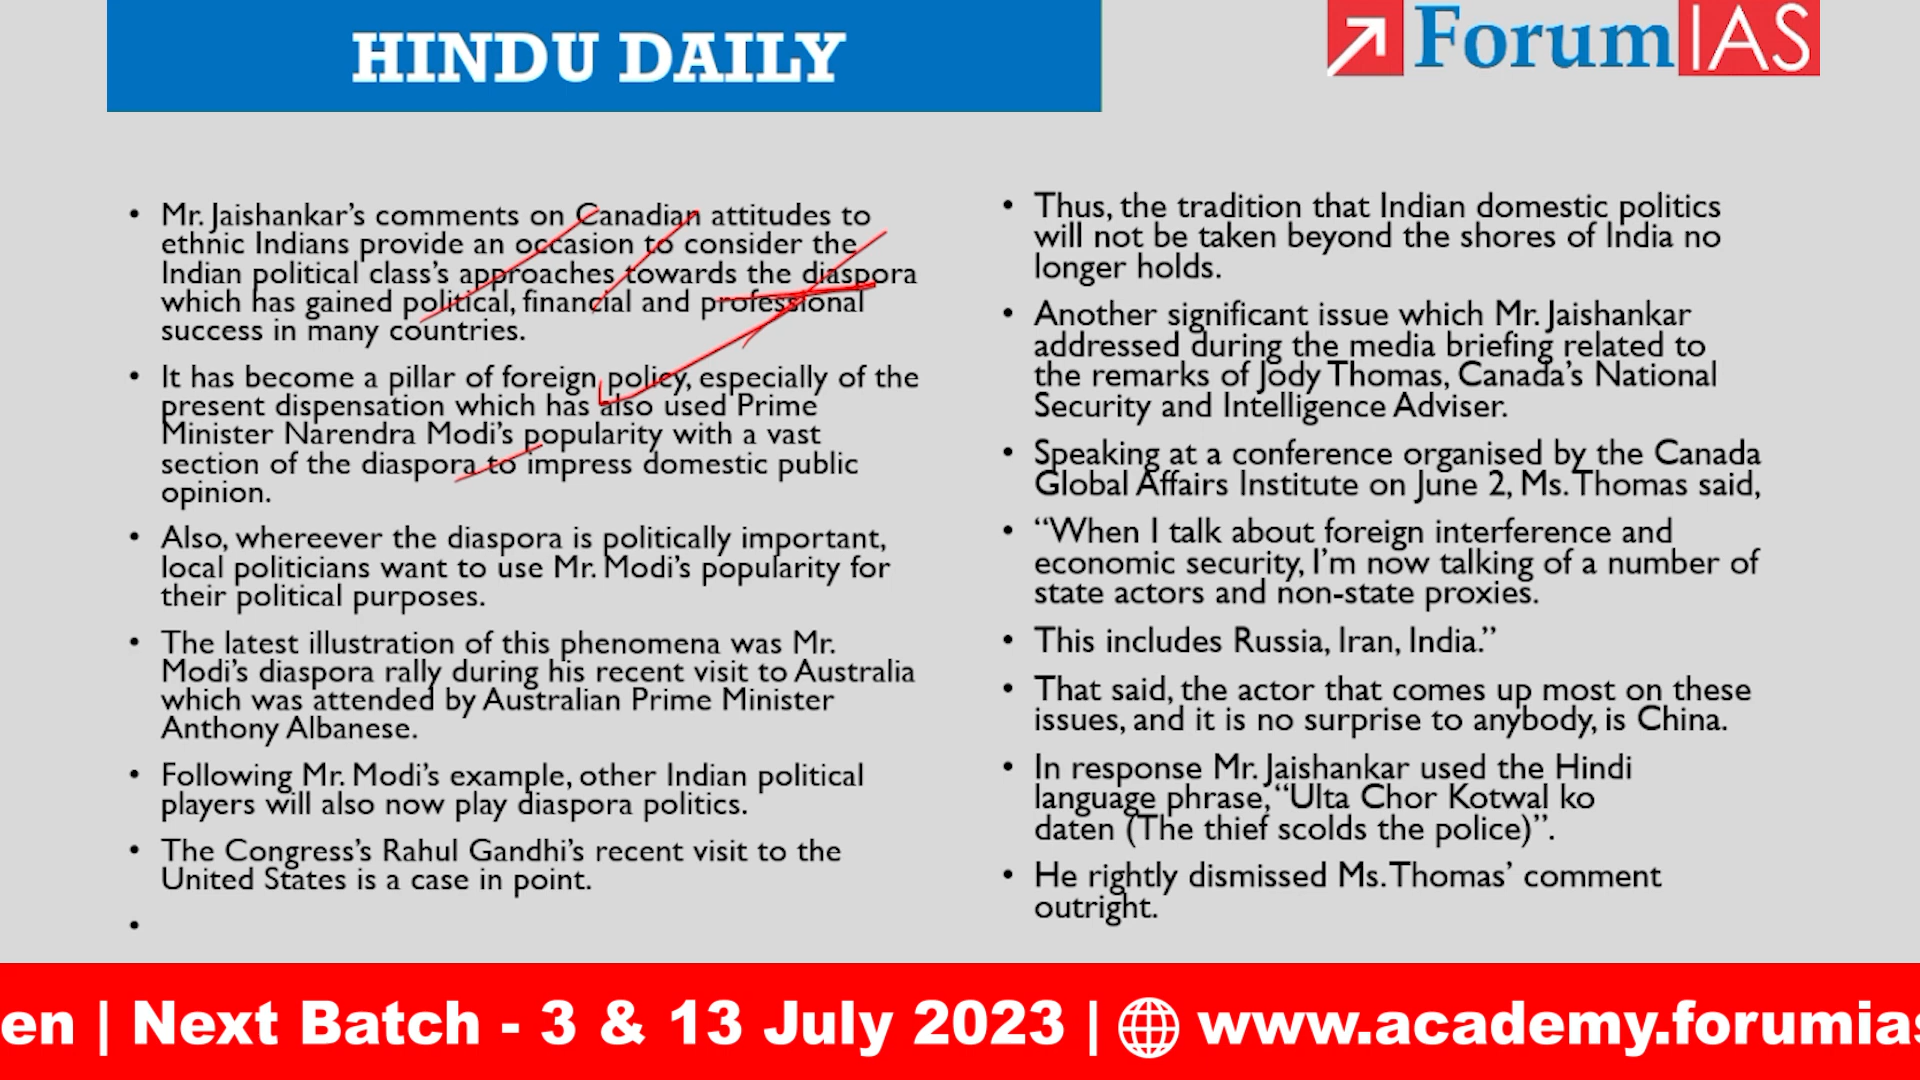 HINDU DAILY
ForumIAS
• Mr. Jaishankar’s comments on Canadian attitudes to
ethnic Indians provide an occasion to consider the
Indian political class’s approaches towards the diaspora
which has gained political, financial and professional
success in many countries.
• It has become a pillar of foreign policy, especially of the
present dispensation which has also used Prime
Minister Narendra Modi’s popularity with a vast
section of the diaspora to impress domestic public
opinion.
• Also, whereever the diaspora is politically important,
local politicians want to use Mr. Modi’s popularity for
their political purposes.
• The latest illustration of this phenomena was Mr.
Modi’s diaspora rally during his recent visit to Australia
which was attended by Australian Prime Minister
Anthony Albanese.
• Following Mr. Modi’s example, other Indian political
players will also now play diaspora politics.
• The Congress’s Rahul Gandhi’s recent visit to the
United States is a case in point.
•
• Thus, the tradition that Indian domestic politics
will not be taken beyond the shores of India no
longer holds.
• Another significant issue which Mr. Jaishankar
addressed during the media briefing related to
the remarks of Jody Thomas, Canada’s National
Security and Intelligence Adviser.
• Speaking at a conference organised by the Canada
Global Affairs Institute on June 2, Ms. Thomas said,
• “When I talk about foreign interference and
economic security, I’m now talking of a number of
state actors and non-state proxies.
• This includes Russia, Iran, India.”
• That said, the actor that comes up most on these
issues, and it is no surprise to anybody, is China.
• In response Mr. Jaishankar used the Hindi
language phrase, “Ulta Chor Kotwal ko
daten (The thief scolds the police)”.
• He rightly dismissed Ms. Thomas’ comment
outright.
en | Next Batch - 3 & 13 July 2023 | www.academy.forumias